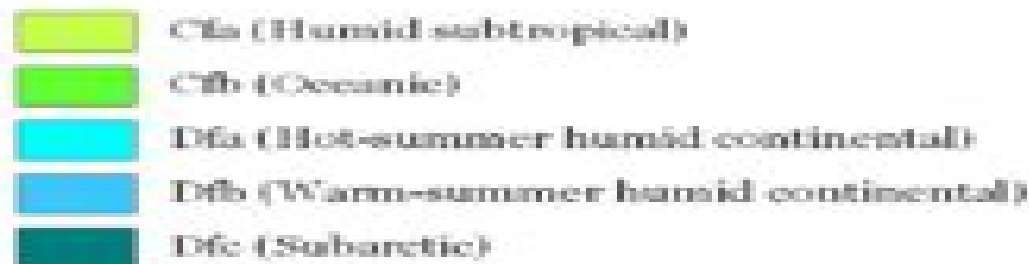 Cfa (Humid subtropical)
Cfb (Oceanic)
Dfa (Hot-summer humid continental)
Dfb (Warm-summer humid continental)
Dfc (Subarctic)